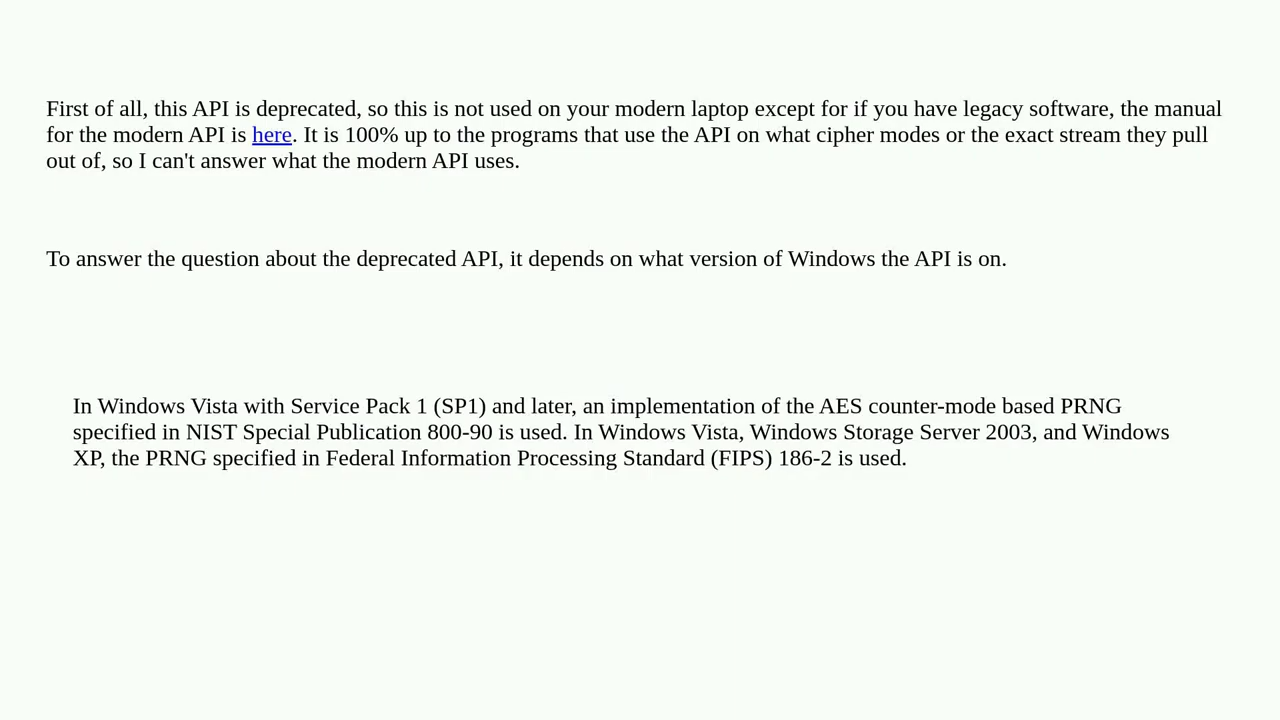 First of all, this API is deprecated, so this is not used on your modern laptop except for if you have legacy software, the manual
for the modern API is here. It is 100% up to the programs that use the API on what cipher modes or the exact stream they pull
out of, so I can't answer what the modern API uses.
To answer the question about the deprecated API, it depends on what version of Windows the API is on.
In Windows Vista with Service Pack 1 (SP1) and later, an implementation of the AES counter-mode based PRNG
specified in NIST Special Publication 800-90 is used. In Windows Vista, Windows Storage Server 2003, and Windows
XP, the PRNG specified in Federal Information Processing Standard (FIPS) 186-2 is used.